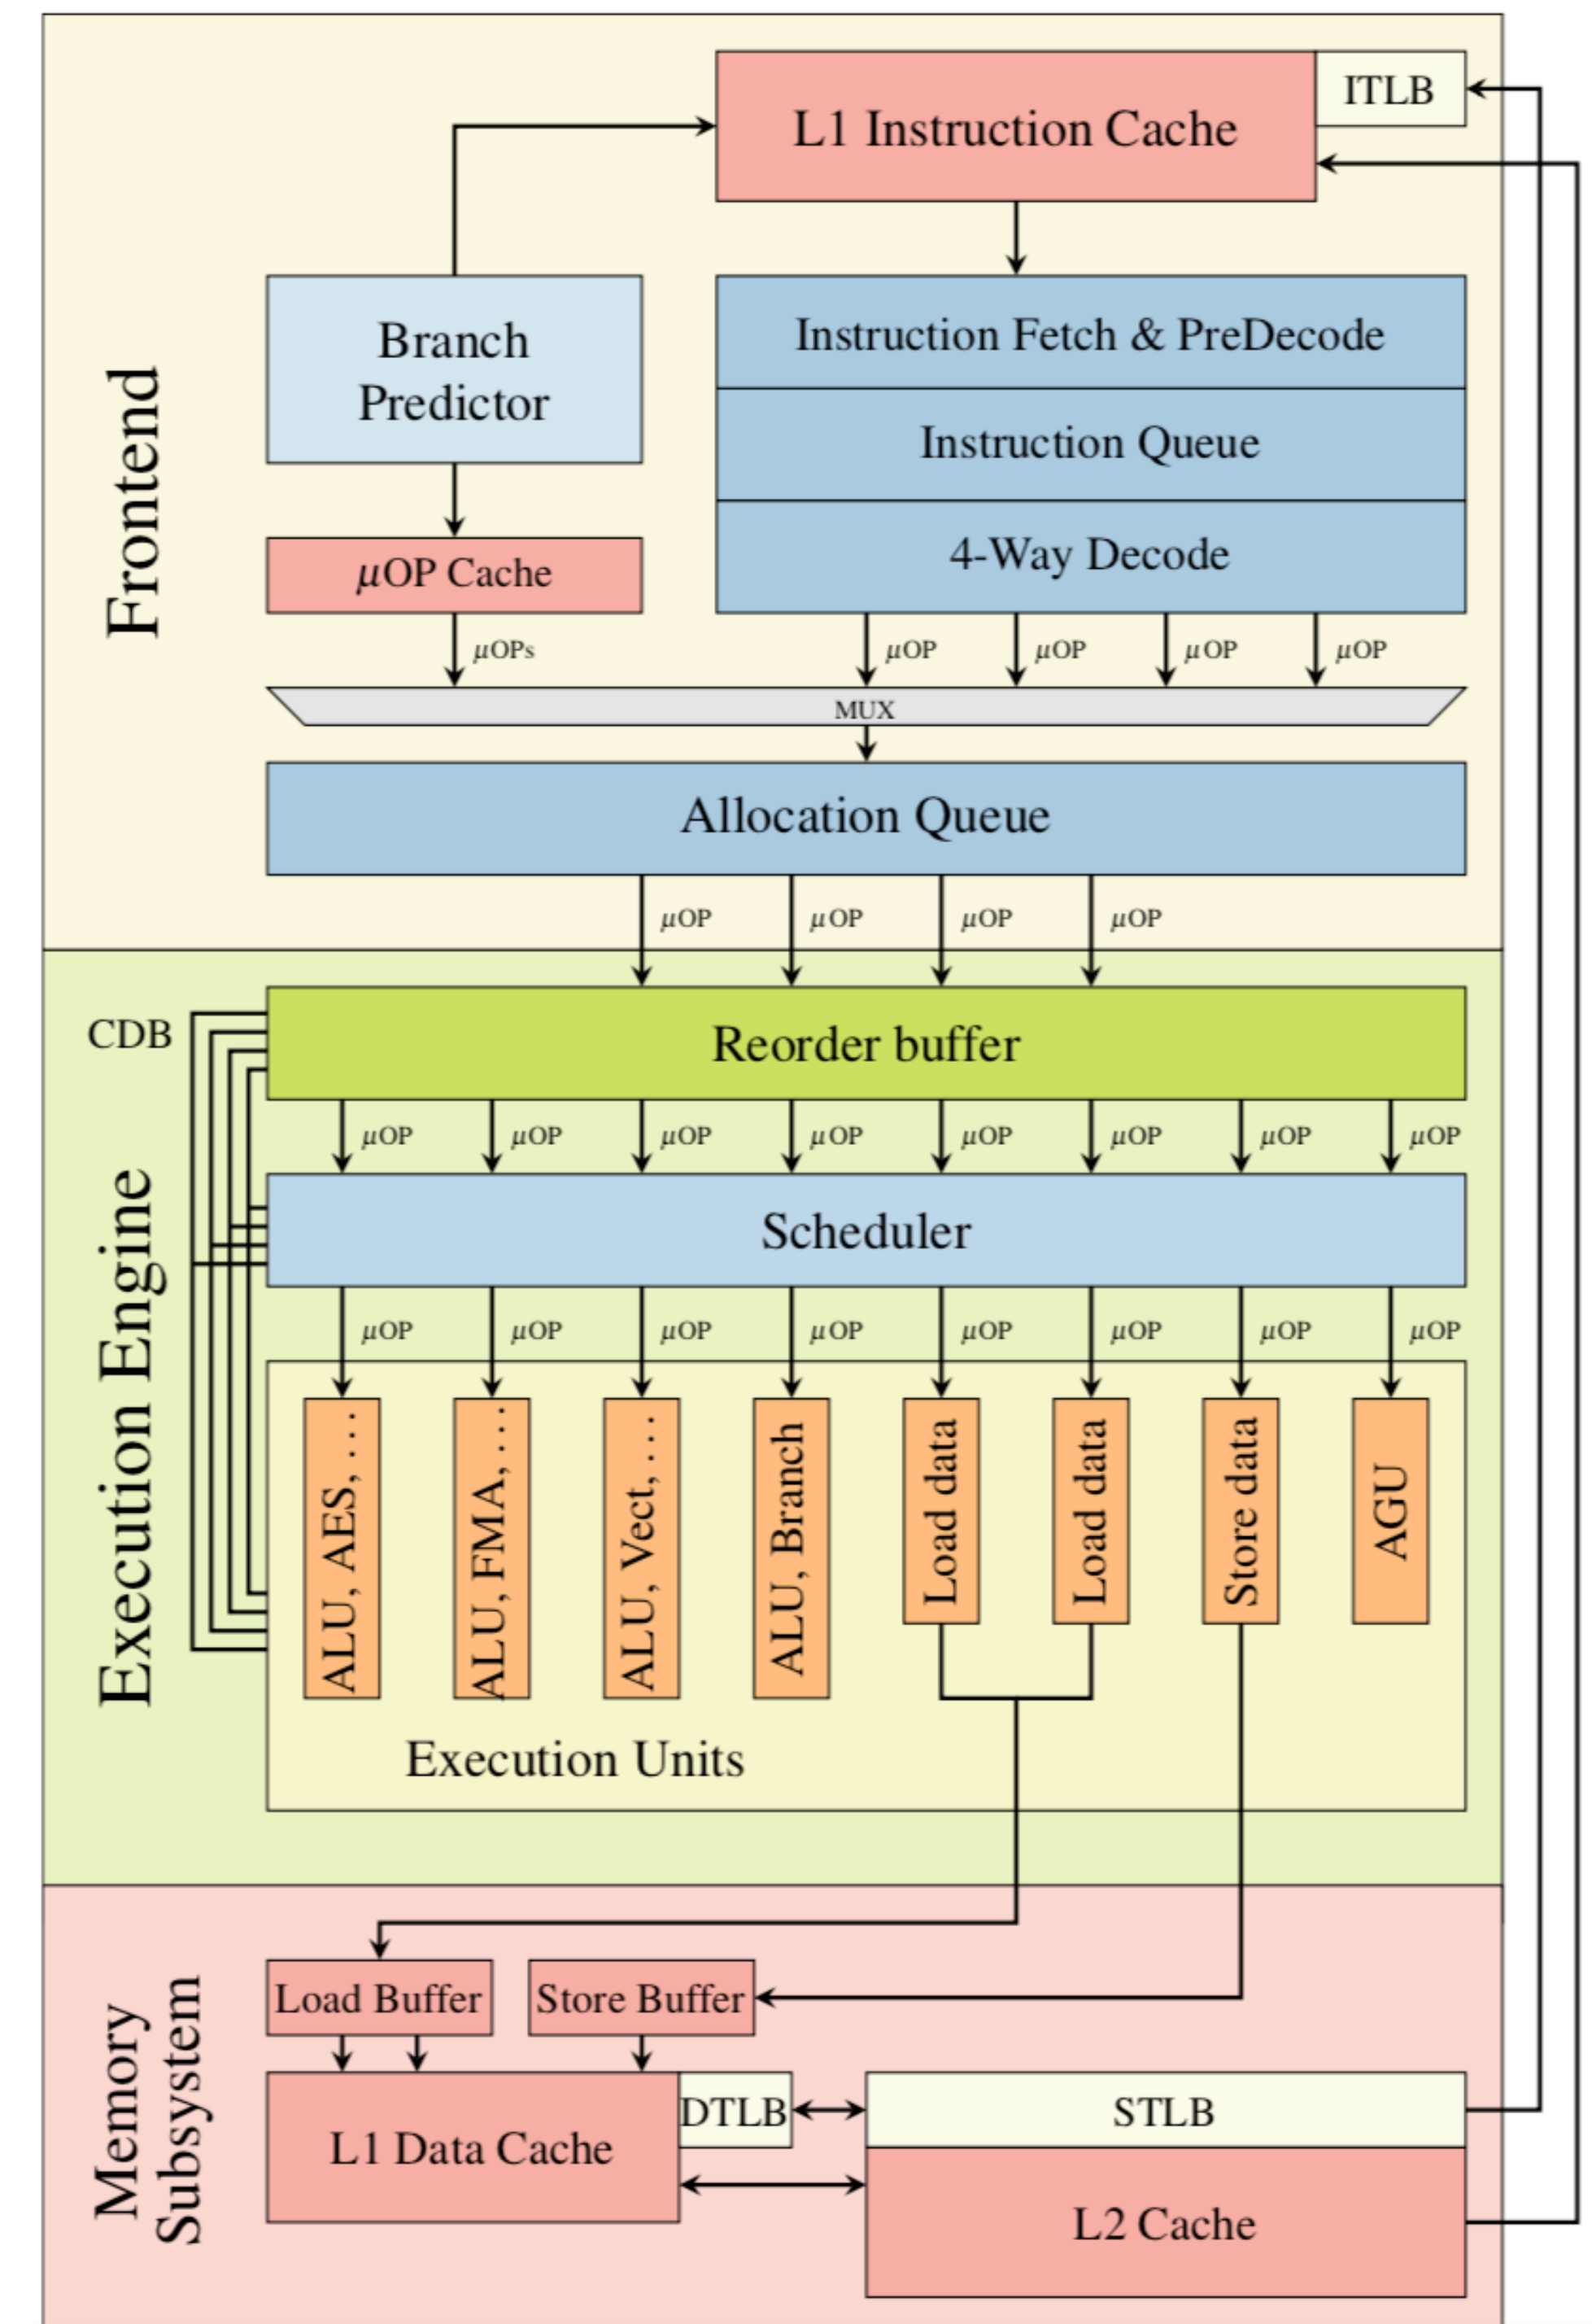 Frontend
L1 Instruction Cache
ITLB
Branch
Predictor
Instruction Fetch & PreDecode
Instruction Queue
4-Way Decode
μOP Cache
μOPs
μOP
μOP
μOP
μOP
MUX
Allocation Queue
μOP
μOP
μOP
μOP
Execution Engine
CDB
Reorder buffer
μOP
μOP
μOP
μOP
μOP
μOP
μOP
μOP
Scheduler
μOP
μOP
μOP
μOP
μOP
μOP
μOP
μOP
ALU, AES, . . .
ALU, FMA, . . .
ALU, Vect, . . .
ALU, Branch
Load data
Load data
Store data
AGU
Execution Units
Memory
Subsystem
Load Buffer
Store Buffer
L1 Data Cache
DTLB
STLB
L2 Cache